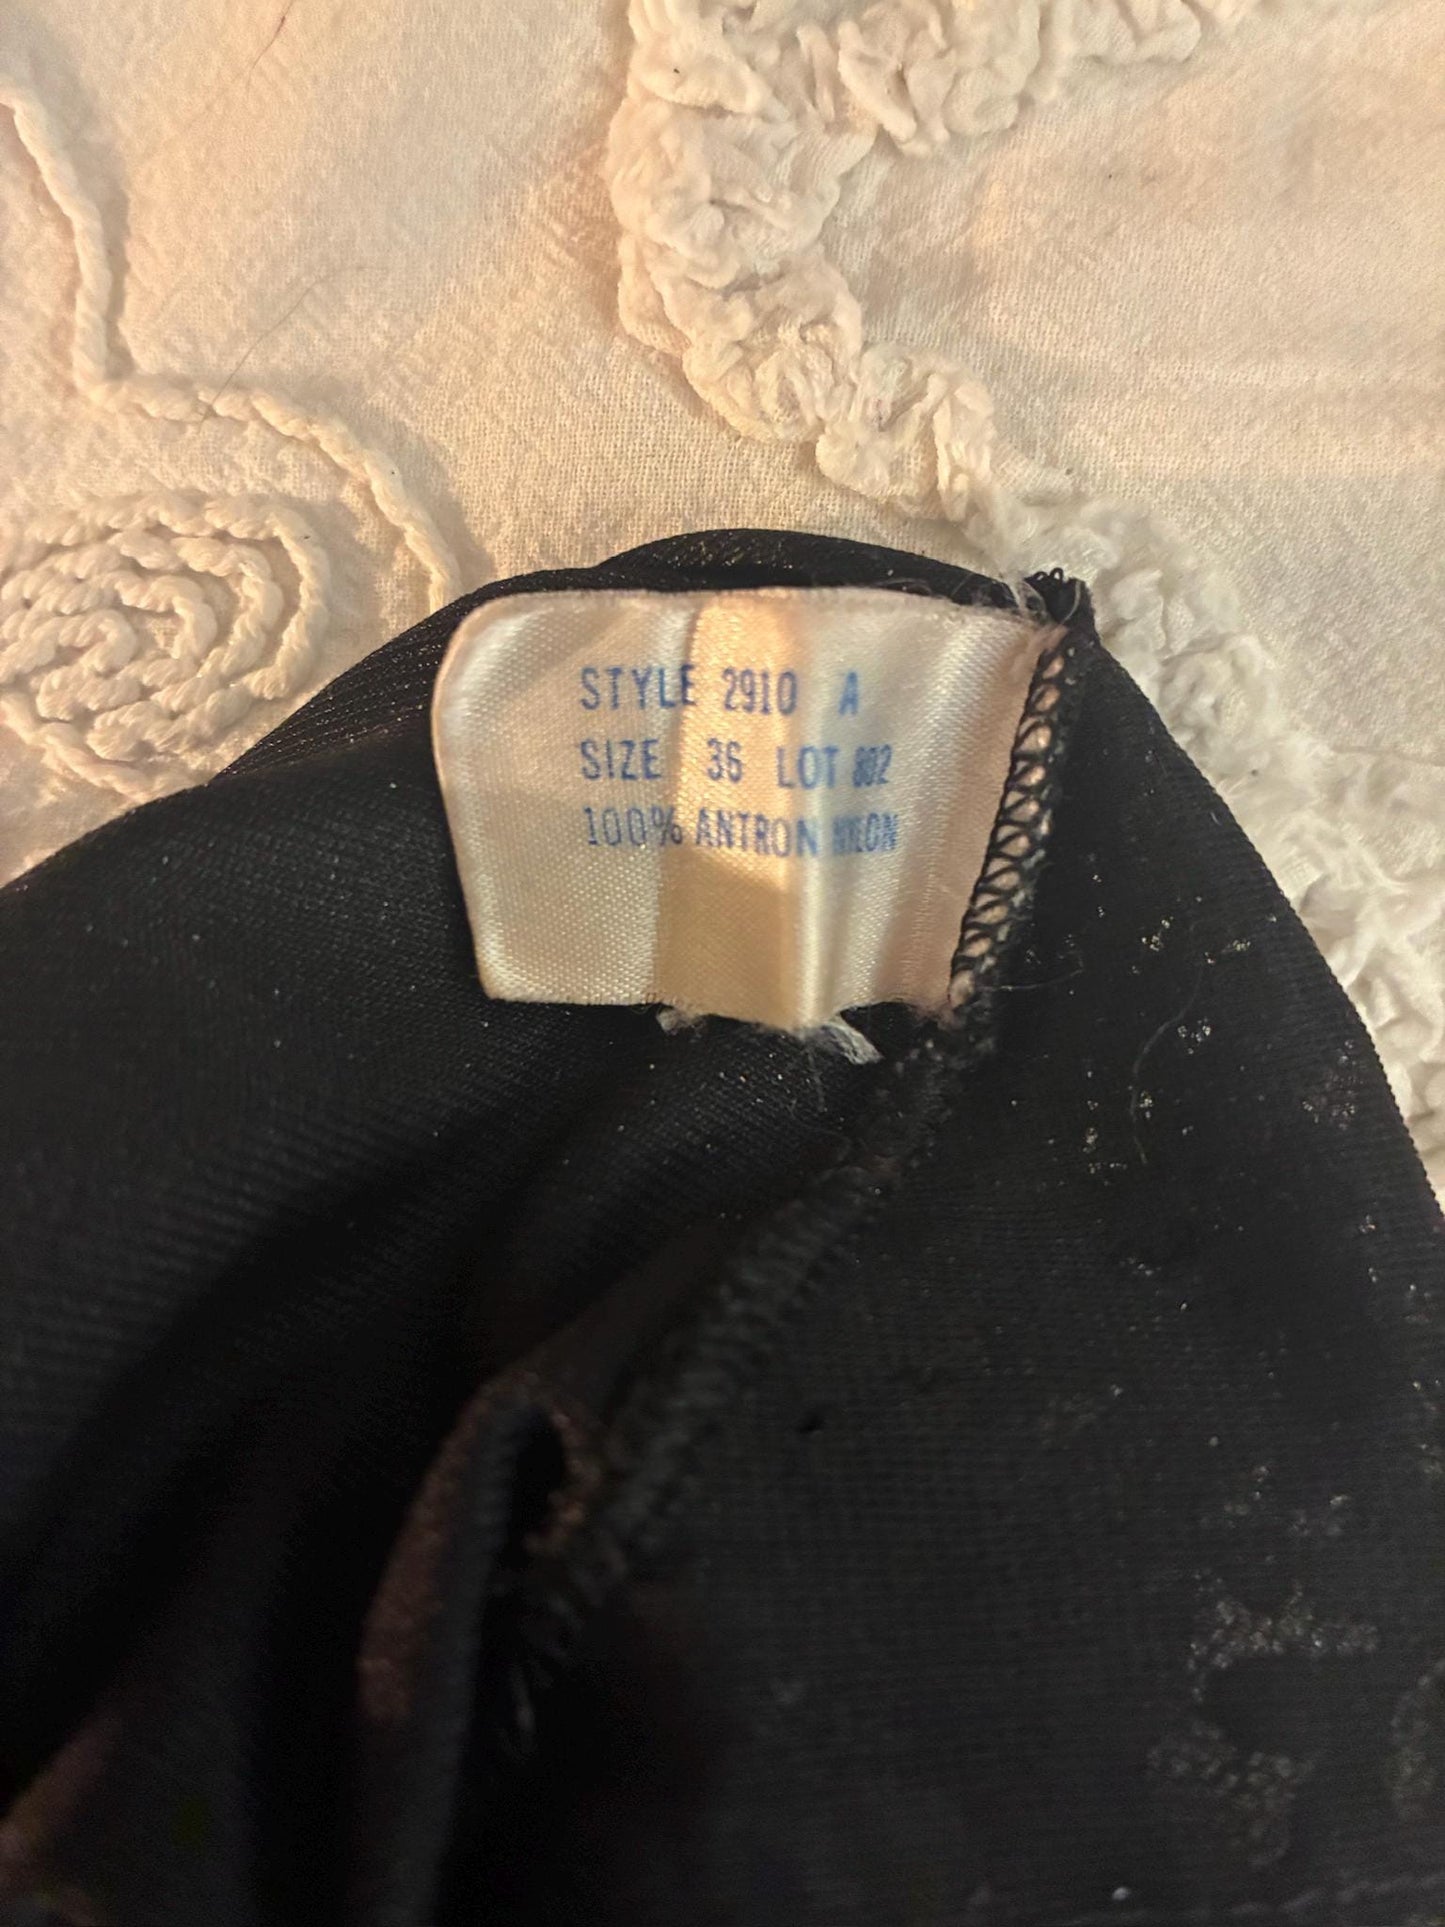 STYLE 2910 A
SIZE 36 LOT 802
100% ANTRON NYLON